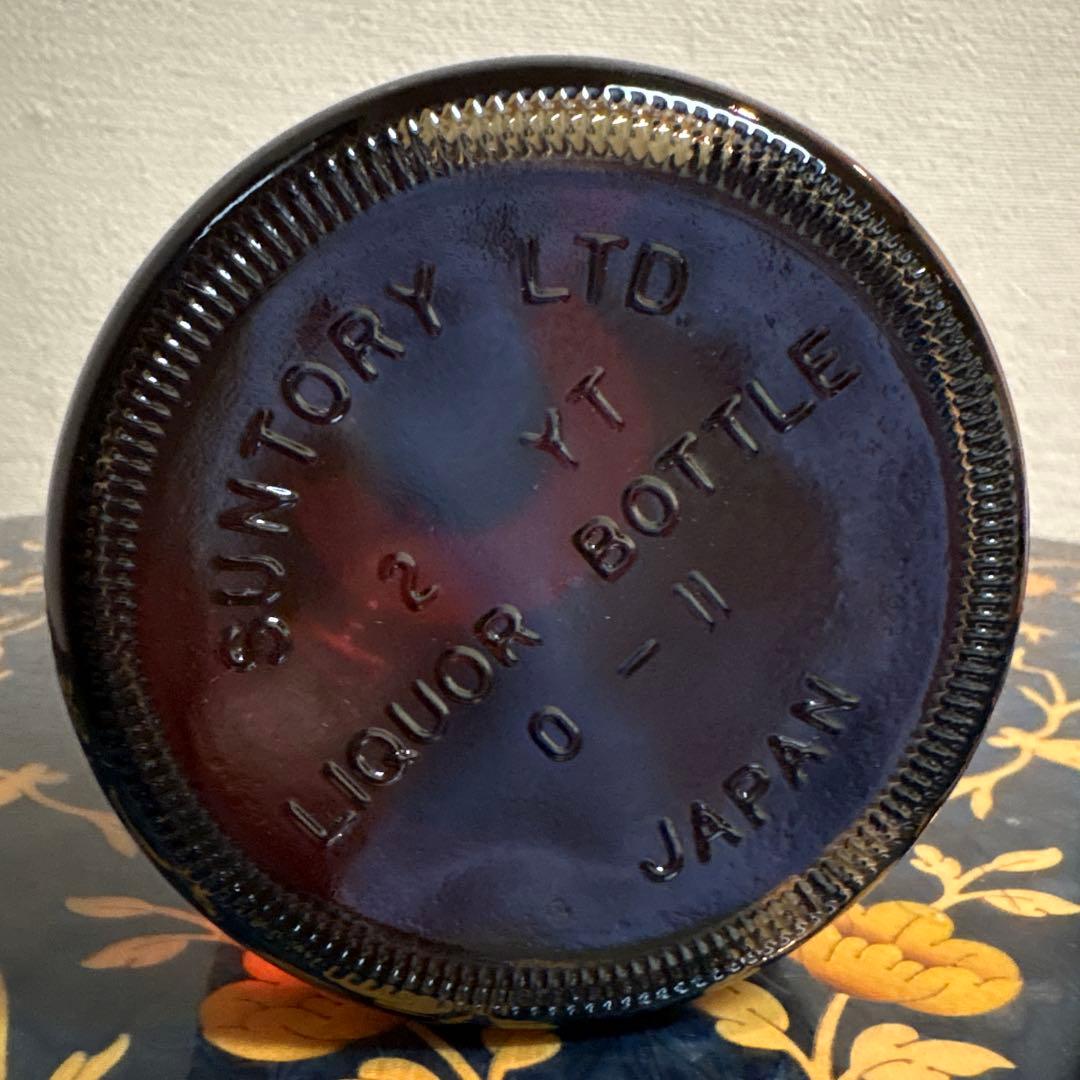 SUNTORY LTD.
2 YT
LIQUOR BOTTLE
0 - 11
JAPAN